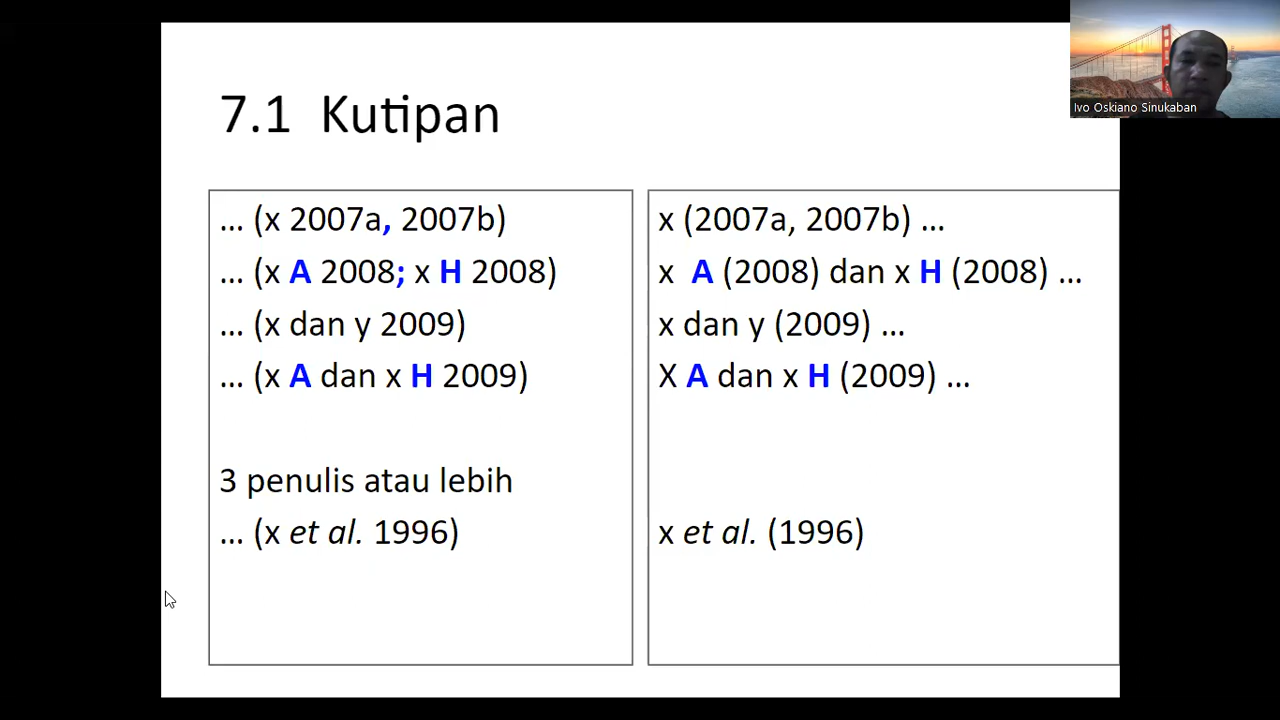 7.1 Kutipan
... (x 2007a, 2007b)
... (x A 2008; x H 2008)
... (x dan y 2009)
... (x A dan x H 2009)
3 penulis atau lebih
... (x et al. 1996)
x (2007a, 2007b) ...
x A (2008) dan x H (2008) ...
x dan y (2009) ...
X A dan x H (2009) ...
x et al. (1996)
Ivo Oskiano Sinukaban